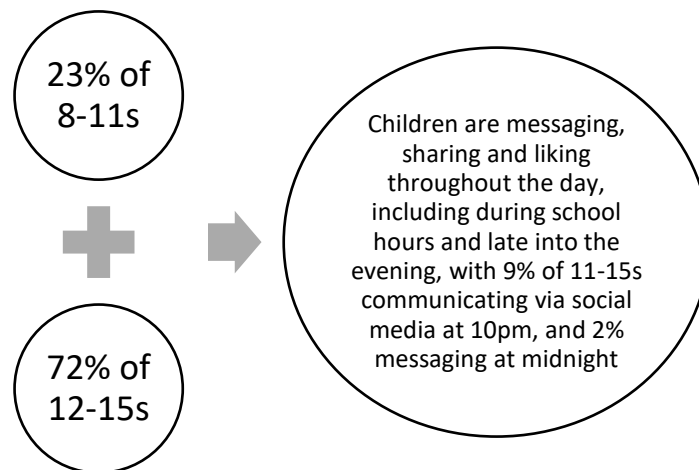 23% of
8-11s
72% of
12-15s
Children are messaging,
sharing and liking
throughout the day,
including during school
hours and late into the
evening, with 9% of 11-15s
communicating via social
media at 10pm, and 2%
messaging at midnight